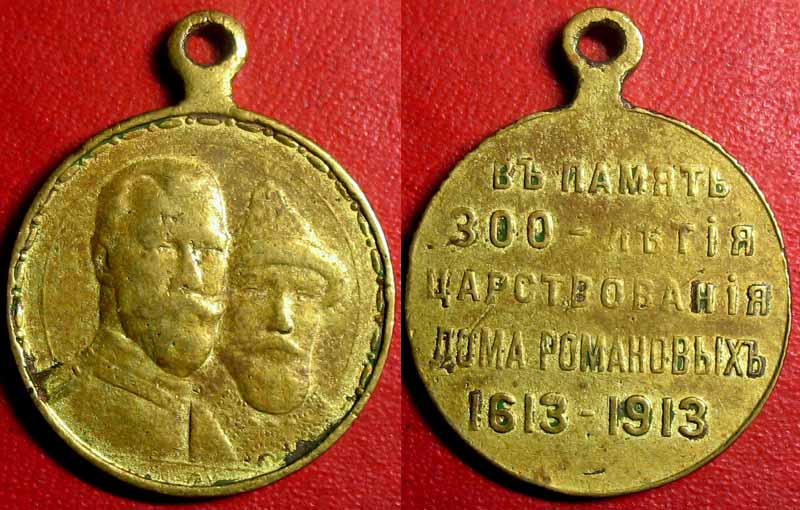 ВЪ ПАМЯТЬ
300-ЛѢТІЯ
ЦАРСТВОВАНІЯ
ДОМА РОМАНОВЫХЪ
1613-1913